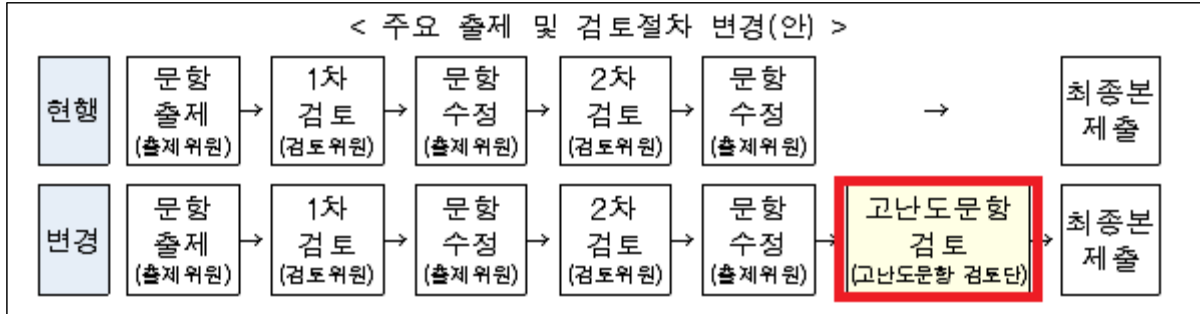 < 주요 출제 및 검토절차 변경(안) >
현행
문항
출제
(출제위원)
→
1차
검토
(검토위원)
→
문항
수정
(출제위원)
→
2차
검토
(검토위원)
→
문항
수정
(출제위원)
→
최종본
제출
변경
문항
출제
(출제위원)
→
1차
검토
(검토위원)
→
문항
수정
(출제위원)
→
2차
검토
(검토위원)
→
문항
수정
(출제위원)
→
고난도문항
검토
(고난도문항 검토단)
→
최종본
제출